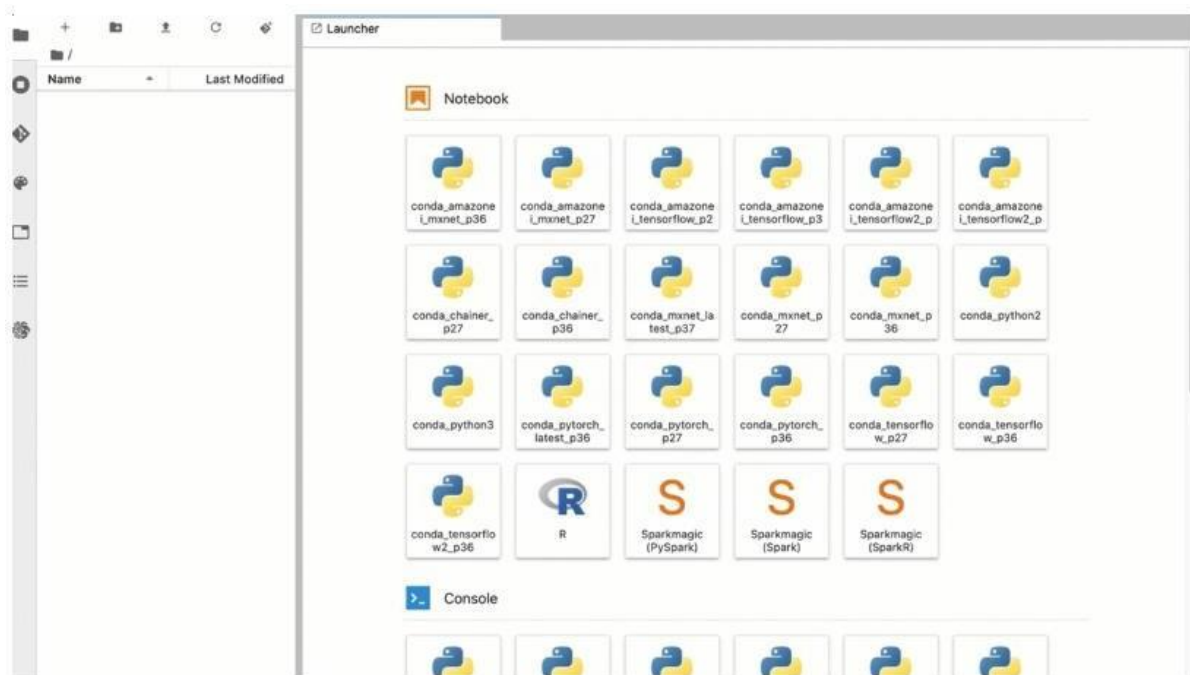 Launcher
/
Name Last Modified
Notebook
conda_amazone conda_amazone conda_amazone conda_amazone conda_amazone conda_amazone
i_mxnet_p36 i_mxnet_p27 i_tensorflow_p2 i_tensorflow_p3 i_tensorflow2_p i_tensorflow2_p
conda_chainer_ conda_chainer_ conda_mxnet_la conda_mxnet_p conda_mxnet_p conda_python2
p27 p36 test_p37 27 36
conda_python3 conda_pytorch_ conda_pytorch_ conda_pytorch_ conda_tensorflo conda_tensorflo
latest_p36 p27 p36 w_p27 w_p36
R S S S
conda_tensorflo R Sparkmagic Sparkmagic Sparkmagic
w2_p36 (PySpark) (Spark) (SparkR)
Console